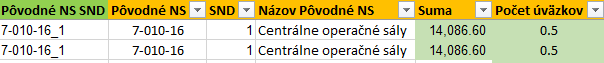 Pôvodné NS SND Pôvodné NS SND Názov Pôvodné NS Suma Počet úväzkov
7-010-16_1 7-010-16 1 Centrálne operačné sály 14,086.60 0.5
7-010-16_1 7-010-16 1 Centrálne operačné sály 14,086.60 0.5